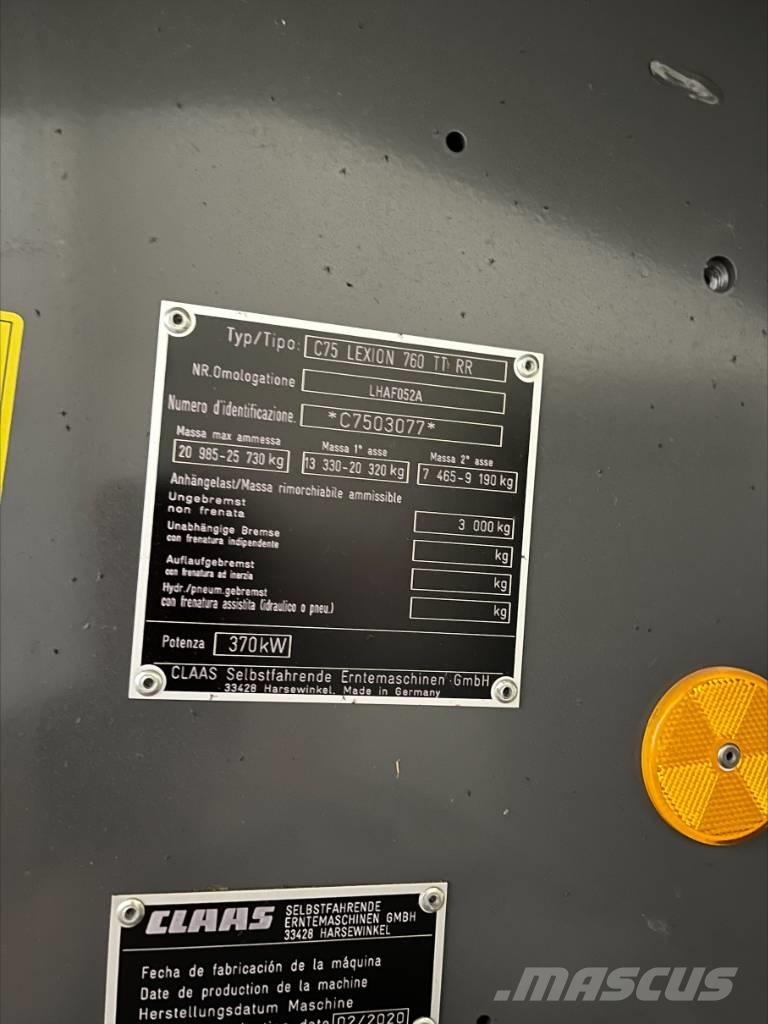 Typ/Tipo: C75 LEXION 760 TT RR
NR.Omologatione LHAF052A
Numero d'identificazione. *C7503077*
Massa max ammessa Massa 1° asse Massa 2° asse
20 985-25 730 kg 13 330-20 320 kg 7 465-9 190 kg
Anhängelast/Massa rimorchiabile ammissible
Ungebremst
non frenata 3 000 kg
Unabhängige Bremse
con frenatura indipendente kg
Auflaufgebremst
con frenatura ad inerzia kg
Hydr./pneum.gebremst
con frenatura assistita (idraulico o pneu.) kg
Potenza 370kW
CLAAS Selbstfahrende Erntemaschinen GmbH
33428 Harsewinkel, Made in Germany
CLAAS SELBSTFAHRENDE
ERNTEMASCHINEN GMBH
33428 HARSEWINKEL
Fecha de fabricación de la máquina
Date de production de la machine
Herstellungsdatum Maschine
date 02/2020
MASCUS